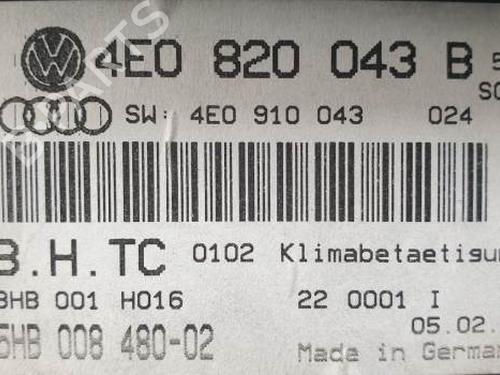 4E0 820 043 B 5
SW: 4E0 910 043 024
B.H.TC 0102 Klimabetaetisun
BHB 001 H016 22 0001 I
5HB 008 480-02 05.02.
Made in German